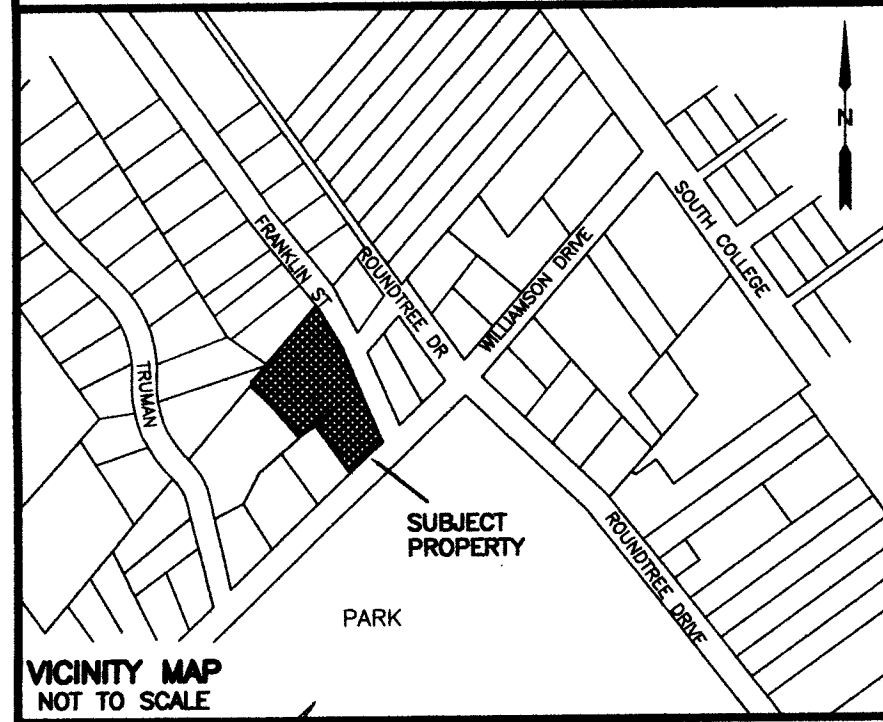 N
SOUTH COLLEGE
FRANKLIN ST
ROUNDTREE DR
WILLIAMSON DRIVE
TRUMAN
SUBJECT
PROPERTY
ROUNDTREE DRIVE
PARK
VICINITY MAP
NOT TO SCALE